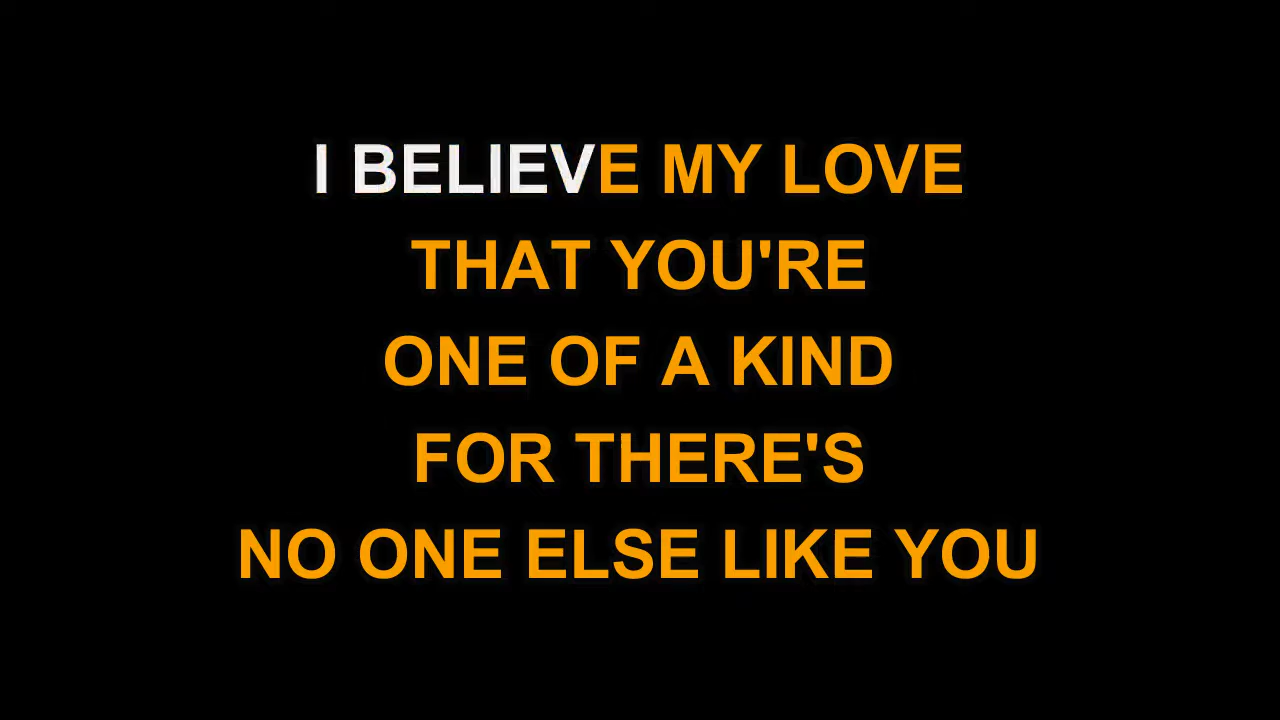 I BELIEVE MY LOVE
THAT YOU'RE
ONE OF A KIND
FOR THERE'S
NO ONE ELSE LIKE YOU